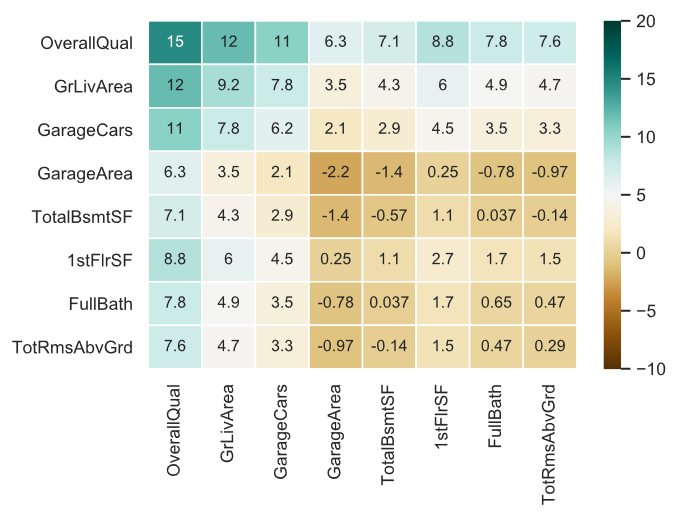 OverallQual 15 12 11 6.3 7.1 8.8 7.8 7.6
GrLivArea 12 9.2 7.8 3.5 4.3 6 4.9 4.7
GarageCars 11 7.8 6.2 2.1 2.9 4.5 3.5 3.3
GarageArea 6.3 3.5 2.1 -2.2 -1.4 0.25 -0.78 -0.97
TotalBsmtSF 7.1 4.3 2.9 -1.4 -0.57 1.1 0.037 -0.14
1stFlrSF 8.8 6 4.5 0.25 1.1 2.7 1.7 1.5
FullBath 7.8 4.9 3.5 -0.78 0.037 1.7 0.65 0.47
TotRmsAbvGrd 7.6 4.7 3.3 -0.97 -0.14 1.5 0.47 0.29
OverallQual
GrLivArea
GarageCars
GarageArea
TotalBsmtSF
1stFlrSF
FullBath
TotRmsAbvGrd
20
15
10
5
0
−5
−10